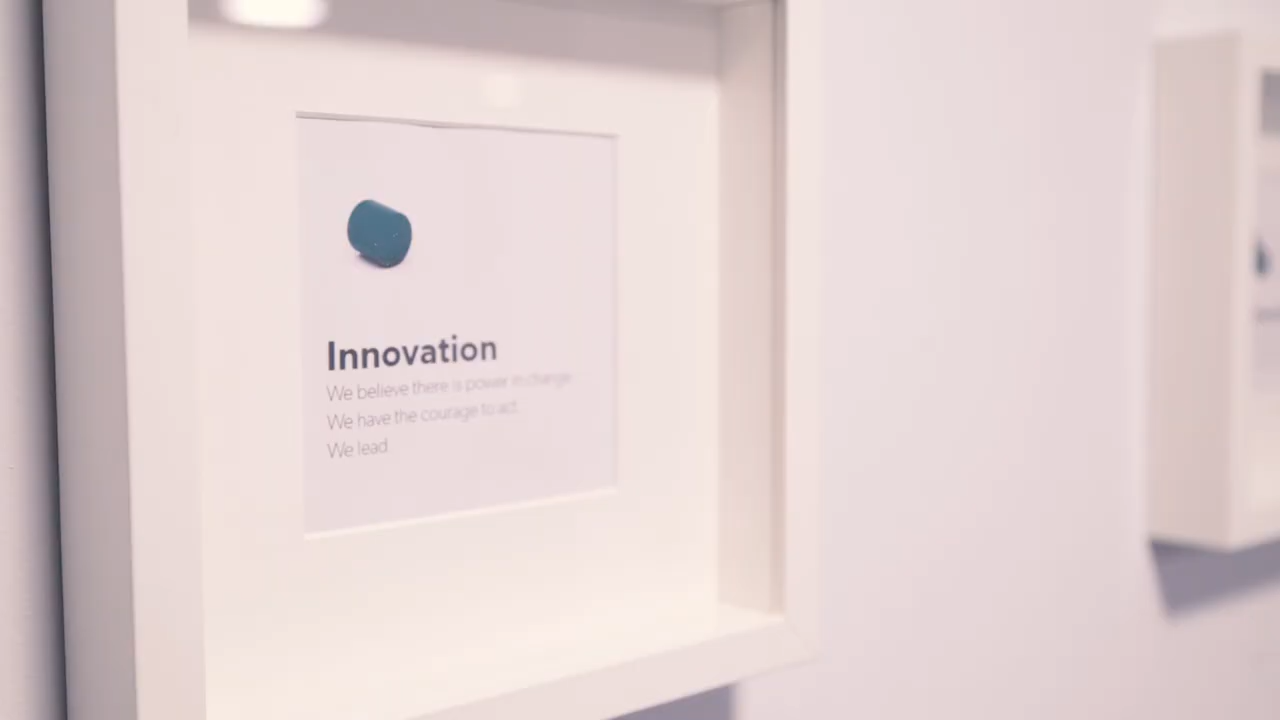 Innovation
We believe there is power in change
We have the courage to act
We lead